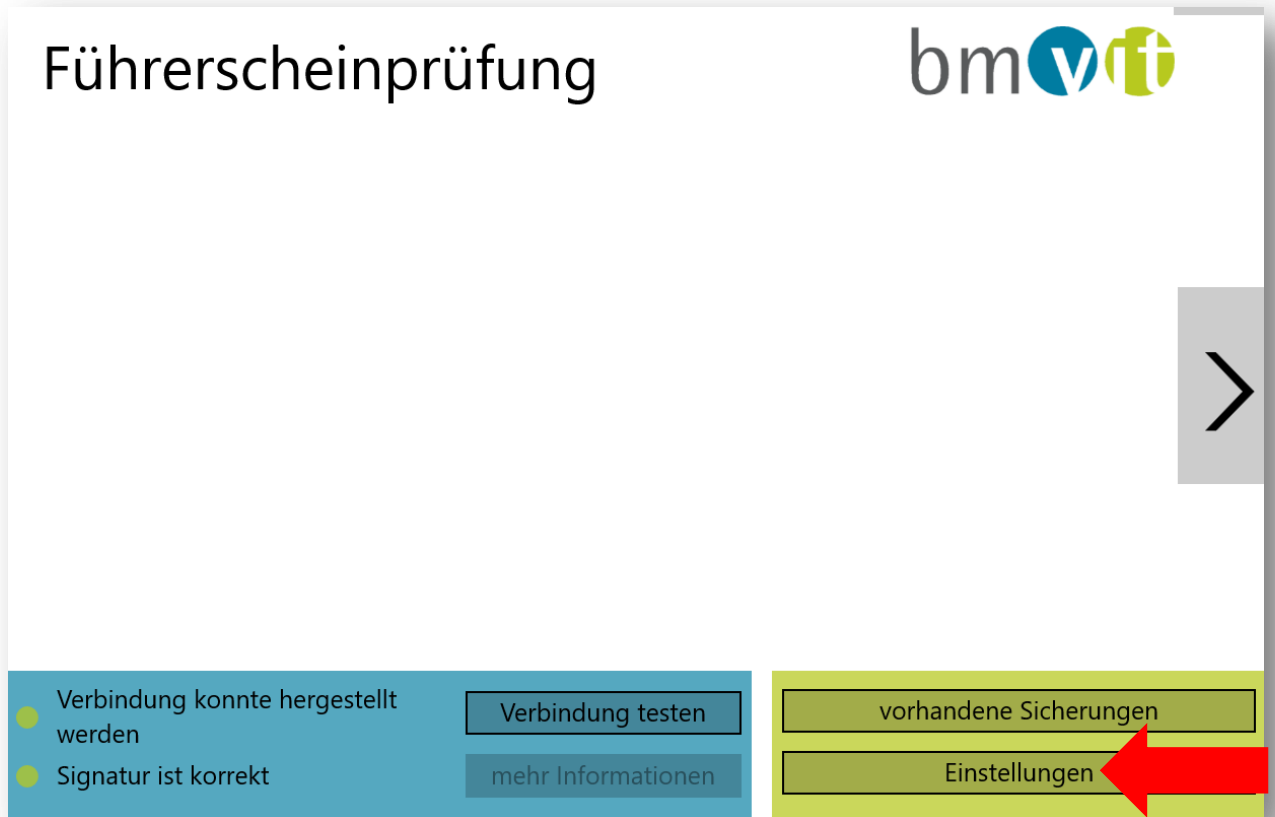 Führerscheinprüfung
bmvit
Verbindung konnte hergestellt
werden
Verbindung testen
Signatur ist korrekt
mehr Informationen
vorhandene Sicherungen
Einstellungen